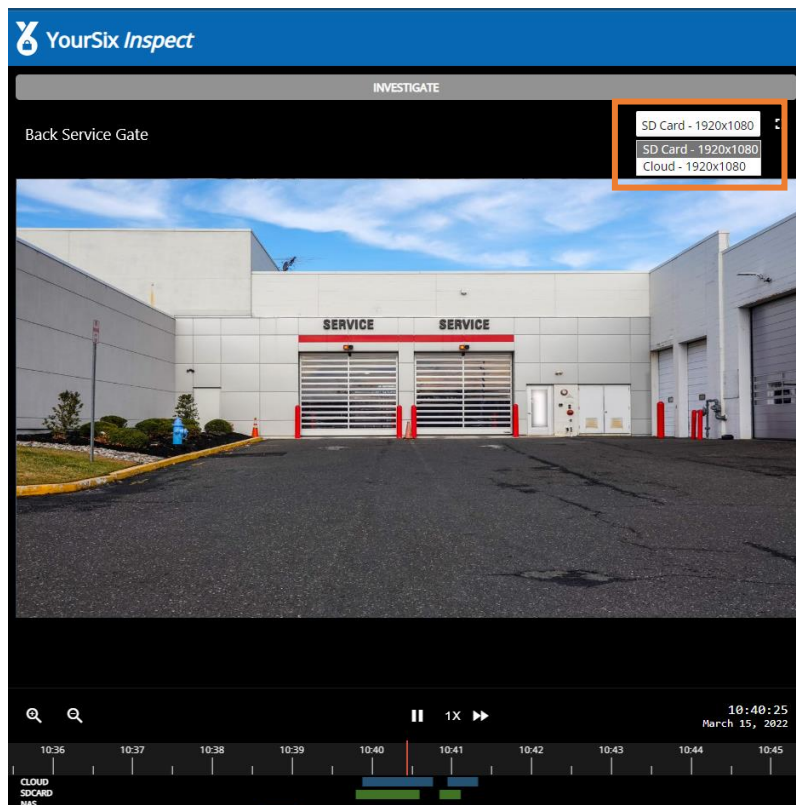 YourSix Inspect
INVESTIGATE
Back Service Gate
SD Card - 1920x1080
SD Card - 1920x1080
Cloud - 1920x1080
SERVICE SERVICE
1X
10:40:25
March 15, 2022
10:36 10:37 10:38 10:39 10:40 10:41 10:42 10:43 10:44 10:45
CLOUD
SDCARD
NAS